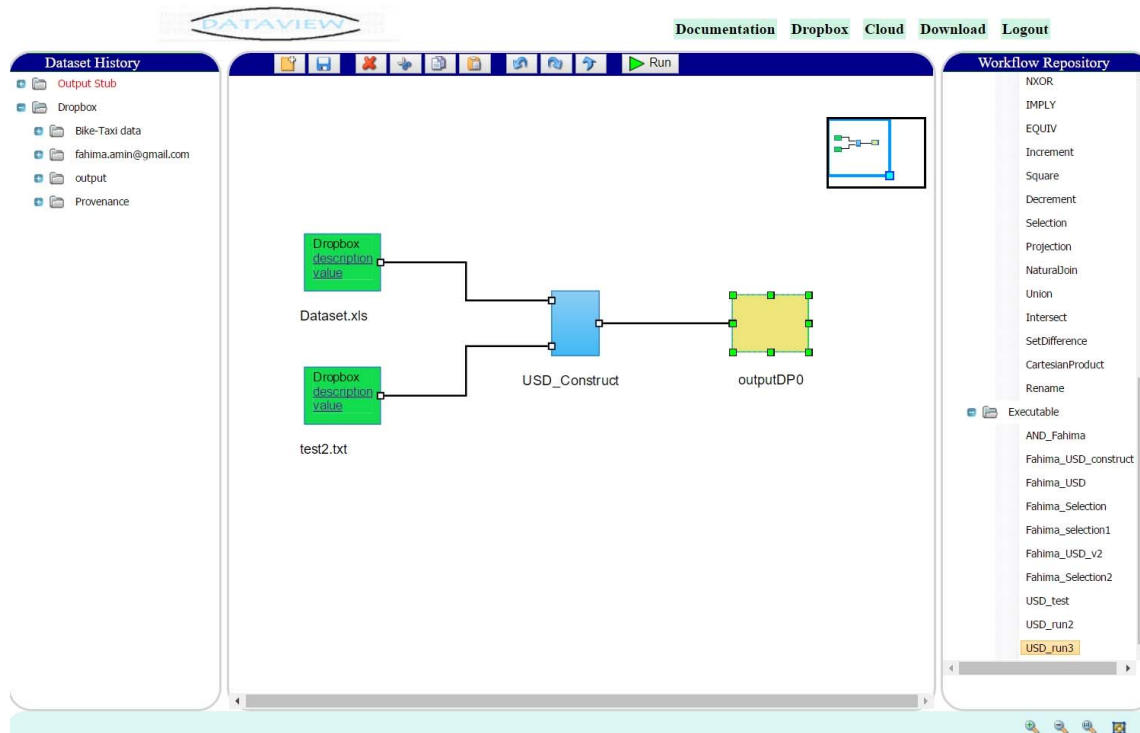 DATAVIEW
Documentation Dropbox Cloud Download Logout
Dataset History
Output Stub
Dropbox
Bike-Taxi data
fahima.amin@gmail.com
output
Provenance
Run
Dropbox
description
value
Dataset.xls
Dropbox
description
value
test2.txt
USD_Construct
outputDP0
Workflow Repository
NXOR
IMPLY
EQUIV
Increment
Square
Decrement
Selection
Projection
NaturalJoin
Union
Intersect
SetDifference
CartesianProduct
Rename
Executable
AND_Fahima
Fahima_USD_construct
Fahima_USD
Fahima_Selection
Fahima_selection1
Fahima_USD_v2
Fahima_Selection2
USD_test
USD_run2
USD_run3